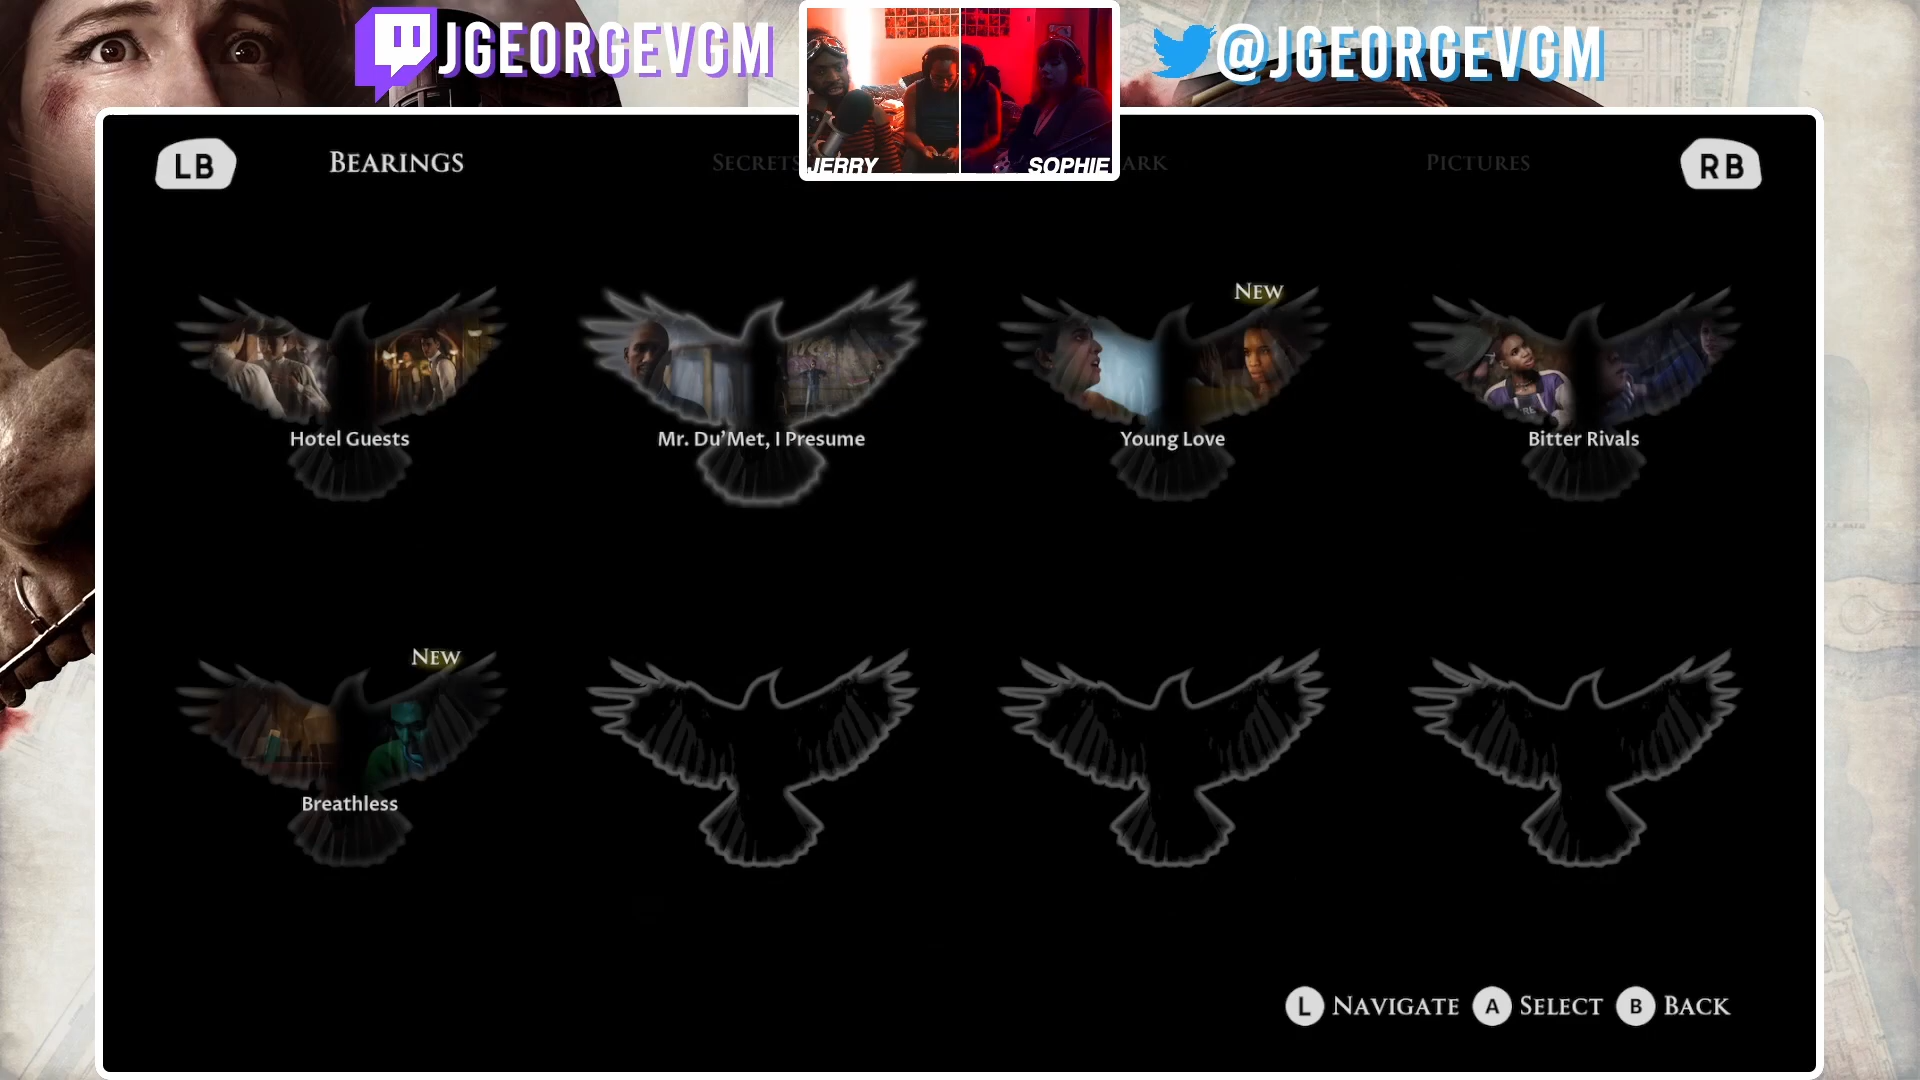 JGEORGEVGM
@JGEORGEVGM
JERRY
SOPHIE
LB
BEARINGS
SECRETS
ARK
PICTURES
RB
Hotel Guests
Mr. Du'Met, I Presume
NEW
Young Love
Bitter Rivals
NEW
Breathless
L NAVIGATE A SELECT B BACK